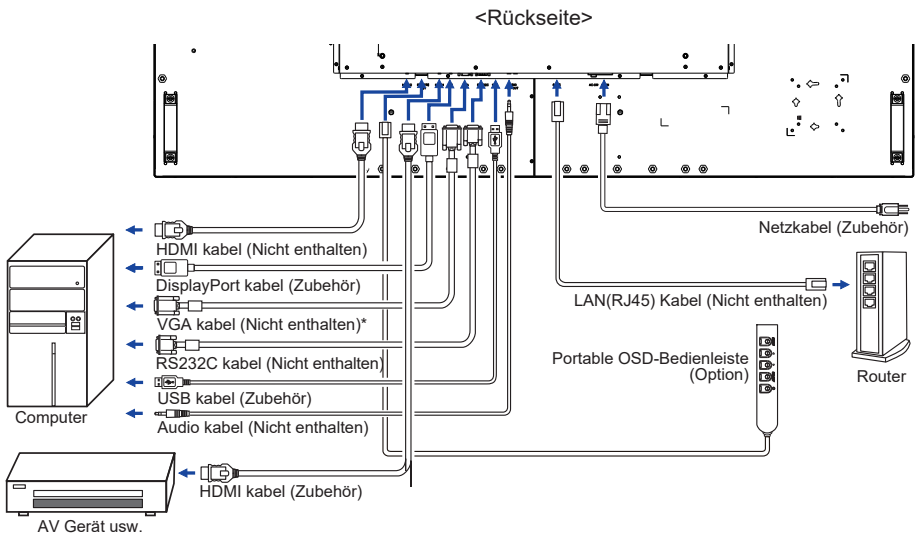 <Rückseite>
Netzkabel (Zubehör)
HDMI kabel (Nicht enthalten)
DisplayPort kabel (Zubehör)
LAN(RJ45) Kabel (Nicht enthalten)
VGA kabel (Nicht enthalten)*
RS232C kabel (Nicht enthalten)
Portable OSD-Bedienleiste
(Option)
Router
USB kabel (Zubehör)
Computer
Audio kabel (Nicht enthalten)
HDMI kabel (Zubehör)
AV Gerät usw.